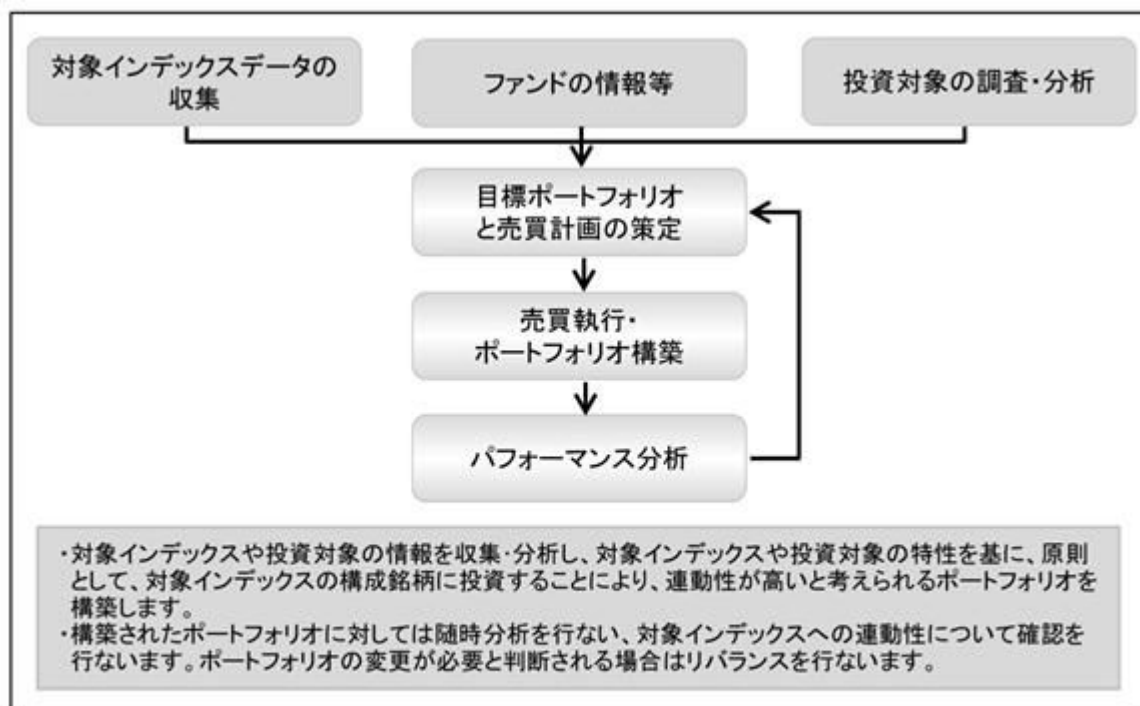 対象インデックスデータの
収集
ファンドの情報等
投資対象の調査･分析
目標ポートフォリオ
と売買計画の策定
売買執行･
ポートフォリオ構築
パフォーマンス分析
･対象インデックスや投資対象の情報を収集･分析し、対象インデックスや投資対象の特性を基に、原則
として、対象インデックスの構成銘柄に投資することにより、連動性が高いと考えられるポートフォリオを
構築します。
･構築されたポートフォリオに対しては随時分析を行ない、対象インデックスへの連動性について確認を
行ないます。ポートフォリオの変更が必要と判断される場合はリバランスを行ないます。